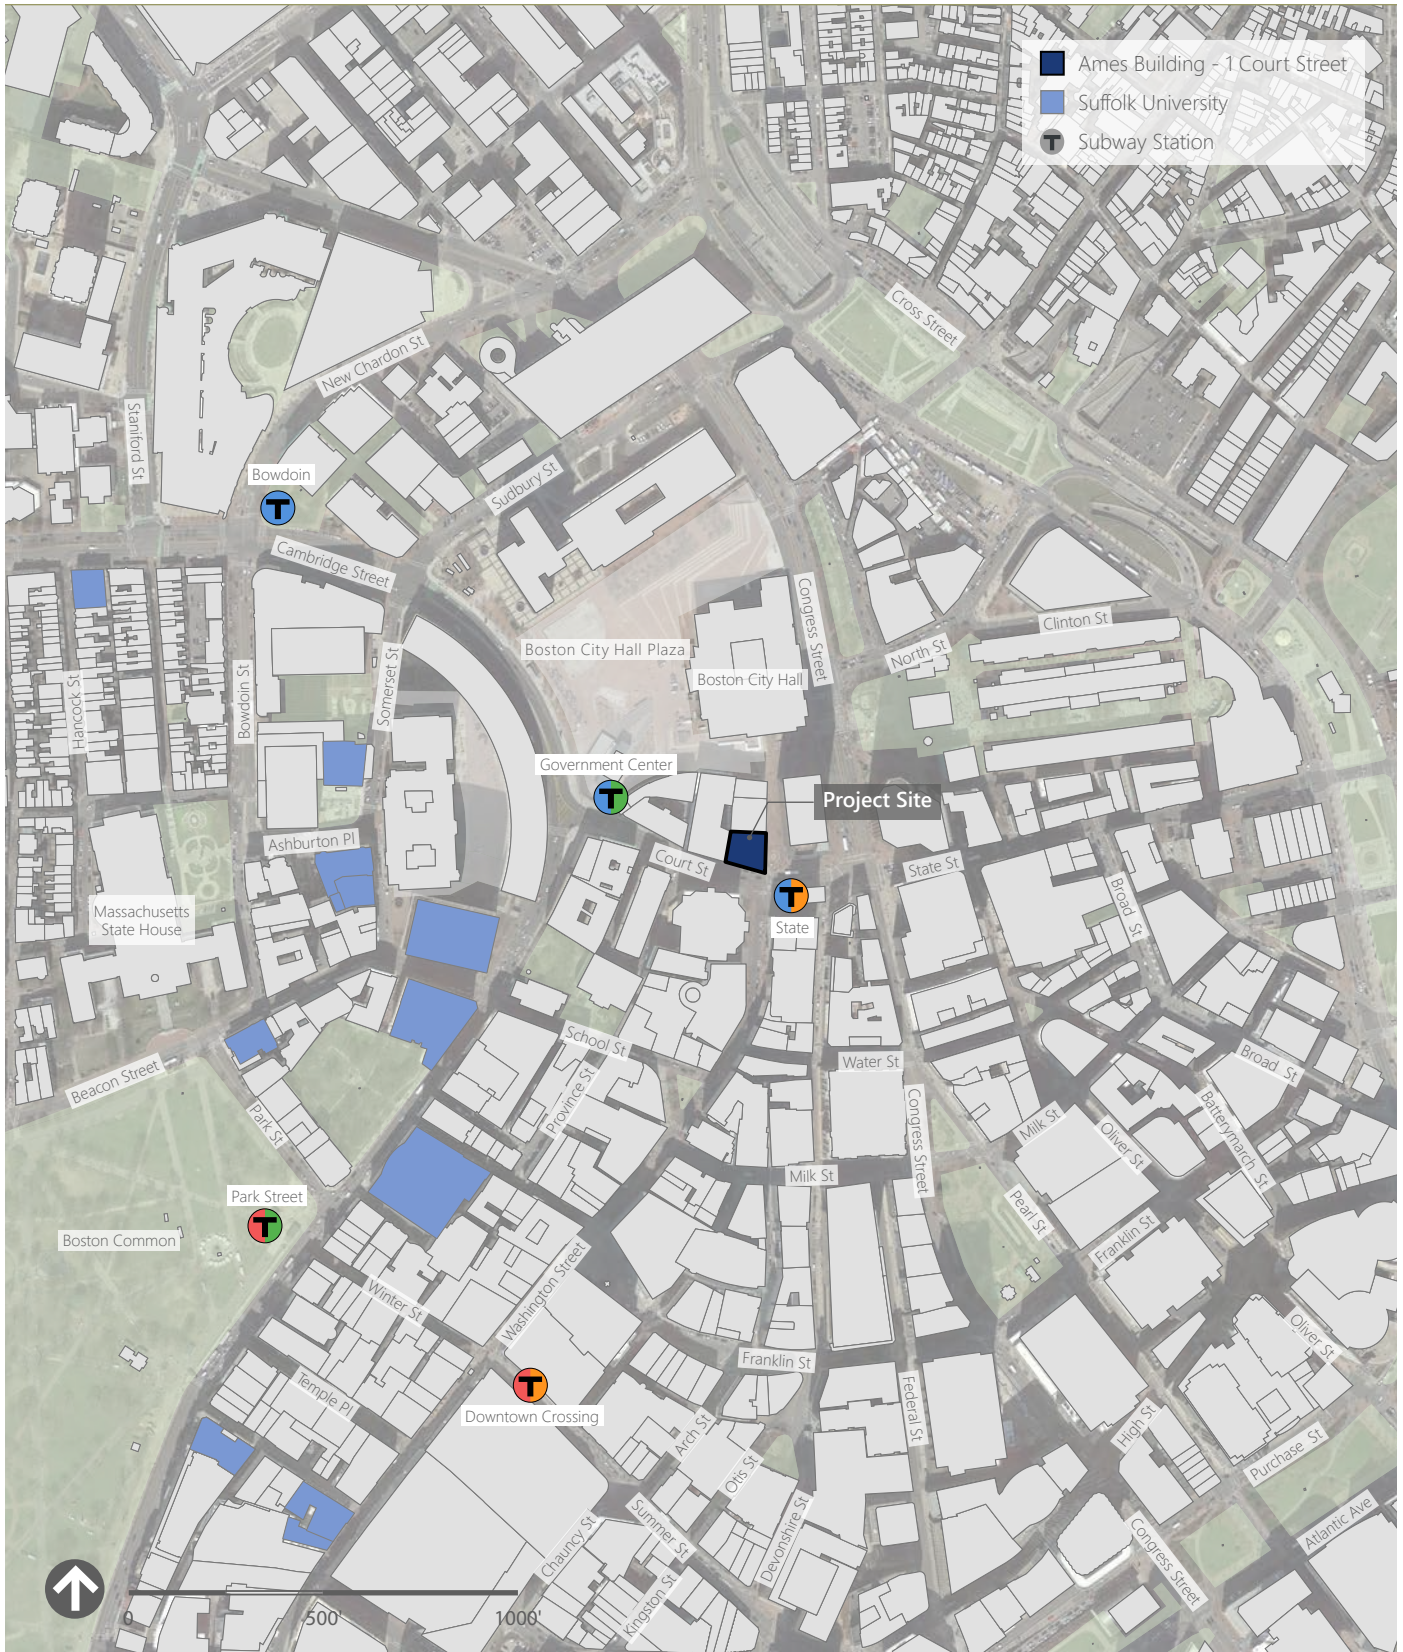 Ames Building - 1 Court Street
Suffolk University
T
Subway Station
Cross Street
New Chardon St
Staniford St
Bowdoin
T
Sudbury St
Cambridge Street
Congress Street
Clinton St
North St
Boston City Hall Plaza
Boston City Hall
Hancock St
Bowdoin St
Somerset St
Government Center
T
Project Site
Ashburton Pl
Court St
State St
Broad St
T
State
Massachusetts
State House
School St
Water St
Broad St
Beacon Street
Park St
Province St
Congress Street
Milk St
Oliver St
Batterymarch St
Milk St
Park Street
T
Boston Common
Pearl St
Franklin St
Winter St
Washington Street
Oliver St
Franklin St
T
Downtown Crossing
Temple Pl
Federal St
Arch St
High St
Otis St
Purchase St
Summer St
Devonshire St
Chauncy St
Congress Street
Atlantic Ave
Kingston St
0
500'
1000'